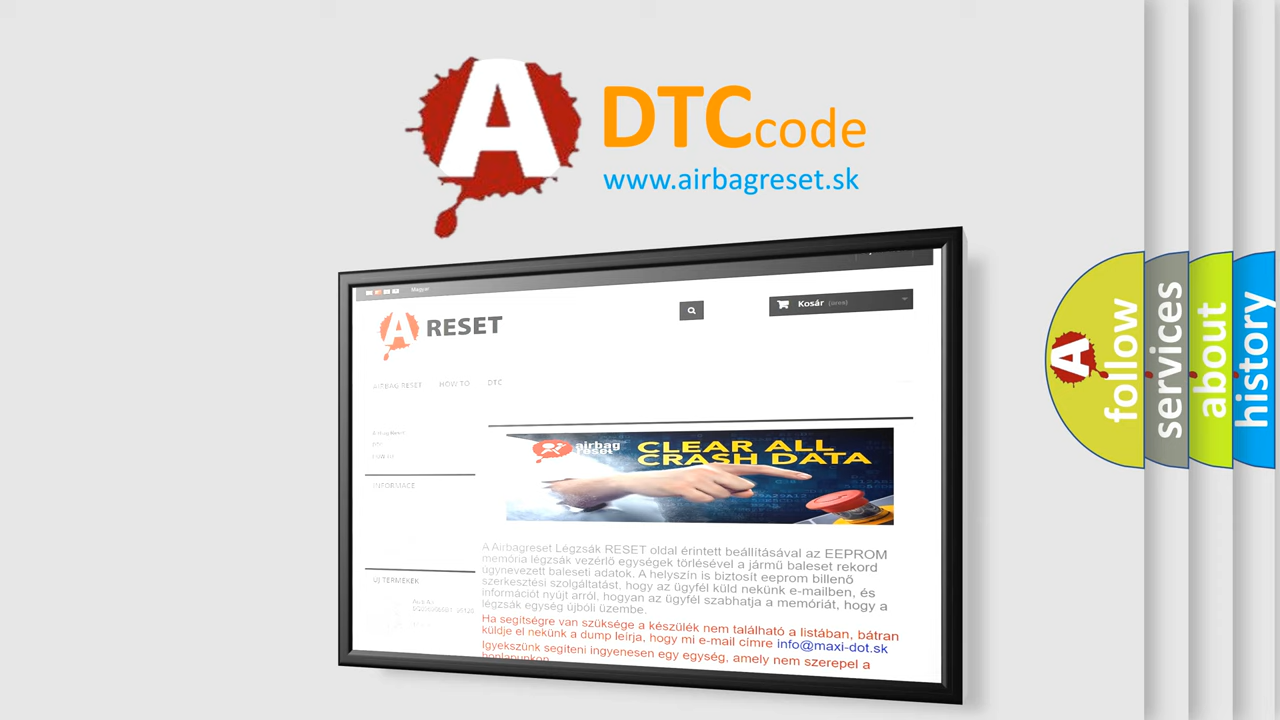 A
DTCcode
www.airbagreset.sk
Magyar
A RESET
Kosár (üres)
AIRBAG RESET HOW TO DTC
INFORMACE
ÚJ TERMÉKEK
airbag
reset
CLEAR ALL
CRASH DATA
A Airbagreset Légzsák RESET oldal érintett beállításával az EEPROM
memória légzsák vezérlő egységek törlésével a jármű baleset rekord
úgynevezett baleseti adatok. A helyszín is biztosít eeprom billenő
szerkesztési szolgáltatást, hogy az ügyfél küld nekünk e-mailben, és
információt nyújt arról, hogyan az ügyfél szabhatja a memóriát, hogy a
légzsák egység újbóli üzembe.
Ha segítségre van szüksége a készülék nem található a listában, bátran
küldje el nekünk a dump leírja, hogy mi e-mail címre info@maxi-dot.sk
Igyekszünk segíteni ingyenesen egy egység, amely nem szerepel a
honlapunkon
A
follow
services
about
history